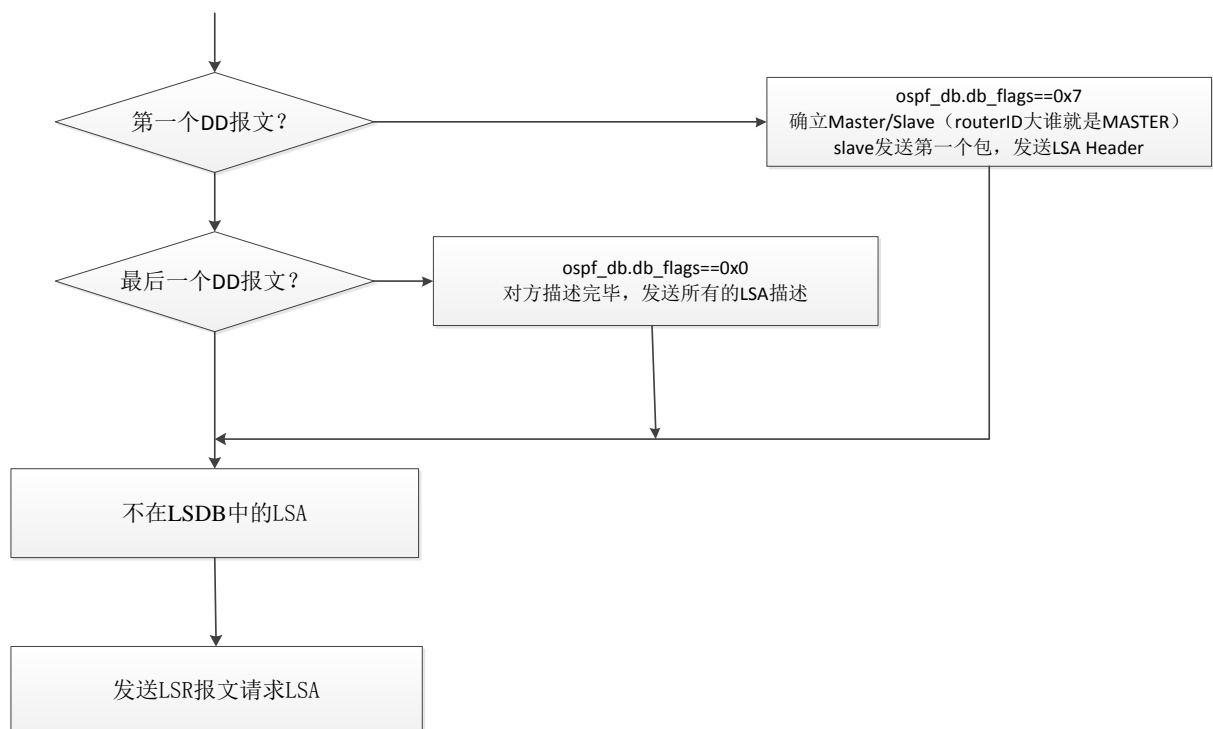 第一个DD报文？
ospf_db.db_flags==0x7
确立Master/Slave（routerID大谁就是MASTER）
slave发送第一个包，发送LSA Header
最后一个DD报文？
ospf_db.db_flags==0x0
对方描述完毕，发送所有的LSA描述
不在LSDB中的LSA
发送LSR报文请求LSA